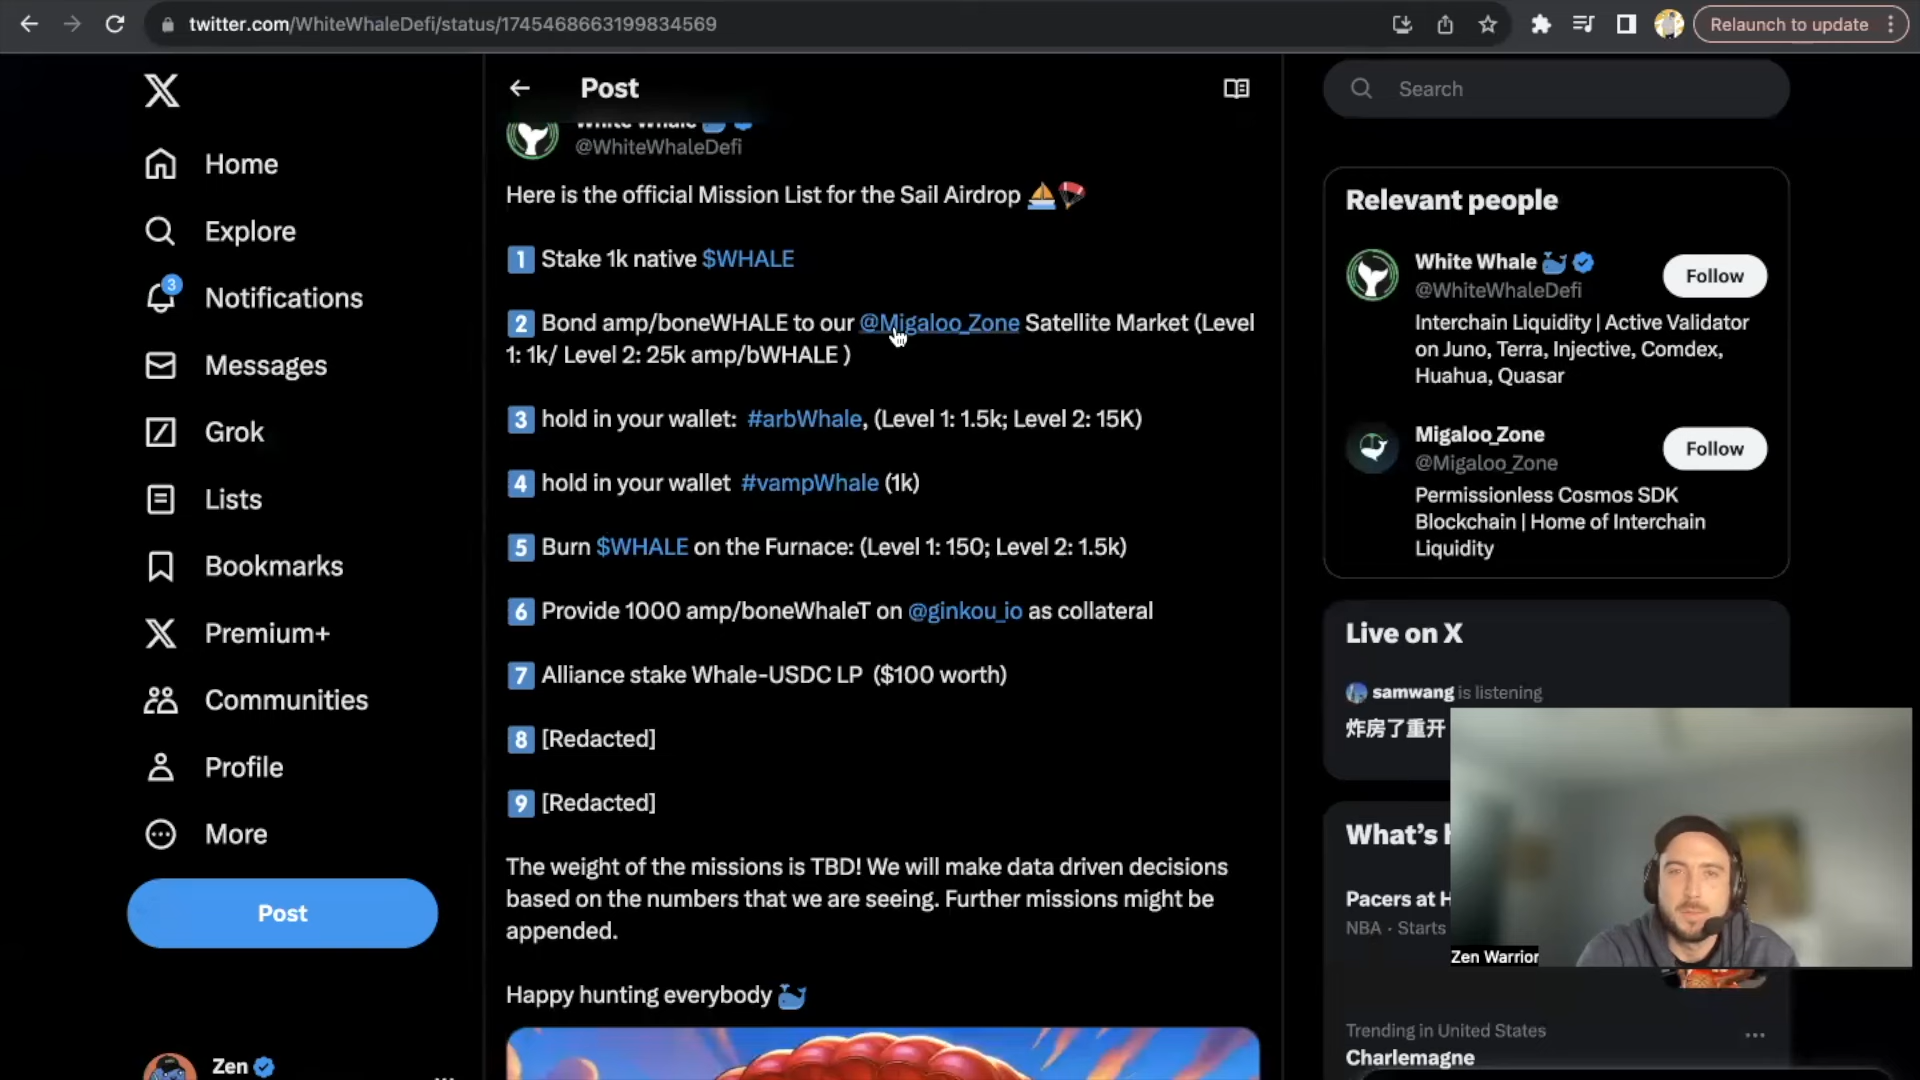 twitter.com/WhiteWhaleDefi/status/1745468663199834569
Relaunch to update
Home
Explore
3
Notifications
Messages
Grok
Lists
Bookmarks
Premium+
Communities
Profile
More
Post
Zen
Post
White Whale
@WhiteWhaleDefi
Here is the official Mission List for the Sail Airdrop
1 Stake 1k native $WHALE
2 Bond amp/boneWHALE to our @Migaloo_Zone Satellite Market (Level
1: 1k/ Level 2: 25k amp/bWHALE )
3 hold in your wallet: #arbWhale, (Level 1: 1.5k; Level 2: 15K)
4 hold in your wallet #vampWhale (1k)
5 Burn $WHALE on the Furnace: (Level 1: 150; Level 2: 1.5k)
6 Provide 1000 amp/boneWhaleT on @ginkou_io as collateral
7 Alliance stake Whale-USDC LP ($100 worth)
8 [Redacted]
9 [Redacted]
The weight of the missions is TBD! We will make data driven decisions
based on the numbers that we are seeing. Further missions might be
appended.
Happy hunting everybody
Search
Relevant people
White Whale
Follow
@WhiteWhaleDefi
Interchain Liquidity | Active Validator
on Juno, Terra, Injective, Comdex,
Huahua, Quasar
Migaloo_Zone
Follow
@Migaloo_Zone
Permissionless Cosmos SDK
Blockchain | Home of Interchain
Liquidity
Live on X
samwang is listening
炸房了重开
What's
Pacers at
NBA · Starts
Zen Warrior
Trending in United States
Charlemagne